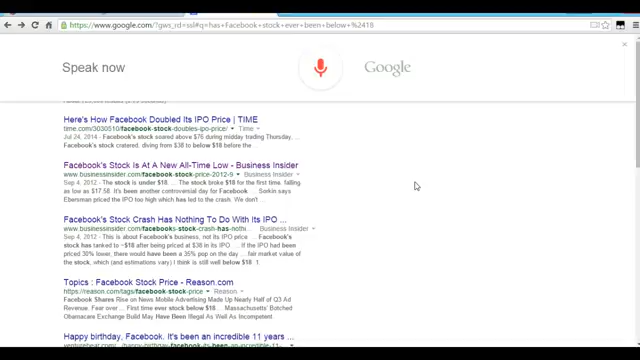 https://www.google.com/?gws_rd=ssl#q=has+Facebook+stock+ever+been+below+%2418
Speak now
Google
Here's How Facebook Doubled Its IPO Price | TIME
time.com/3030510/facebook-stock-doubles-ipo-price/ Time
Jul 24, 2014 - Facebook's stock soared above $76 during midday trading Thursday, ...
Facebook's stock cratered. diving from $38 to below $18 before the ...
Facebook's Stock Is At A New All-Time Low - Business Insider
www.businessinsider.com/facebook-stock-price-2012-9 Business Insider
Sep 4, 2012 - The stock is under $18. ... The stock broke $18 for the first time. falling
as low as $17.58. It's been another controversial day for Facebook ... Sorkin says
Ebersman priced the IPO too high which has led to the crash. We don't ...
Facebook's Stock Crash Has Nothing To Do With Its IPO ...
www.businessinsider.com/facebooks-stock-crash-has-noth... Business Insider
Sep 4, 2012 - This is about Facebook's business, not its IPO price. ... Facebook's
stock has tanked to ~$18 after being priced at $38 in its IPO ... If the IPO had been
priced 30% lower, there would have been a 35% pop on the day. ... fair market value of
the stock, which (and estimations vary) I think is still well below $18 1.
Topics : Facebook Stock Price - Reason.com
https://reason.com/tags/facebook-stock-price Reason
Facebook Shares Rise on News Mobile Advertising Made Up Nearly Half of Q3 Ad
Revenue. Fear over ... First time ever stock below $18 ... Massachusetts' Botched
Obamacare Exchange Build May Have Been Illegal As Well As Incompetent
Happy birthday, Facebook. It's been an incredible 11 years ...